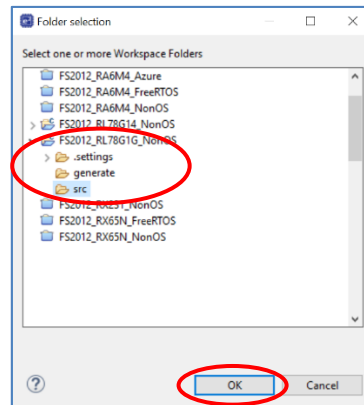 Folder selection
Select one or more Workspace Folders
FS2012_RA6M4_Azure
FS2012_RA6M4_FreeRTOS
FS2012_RA6M4_NonOS
FS2012_RL78G14_NonOS
FS2012_RL78G1G_NonOS
.settings
generate
src
FS2012_RX231_NonOS
FS2012_RX65N_FreeRTOS
FS2012_RX65N_NonOS
?
OK
Cancel